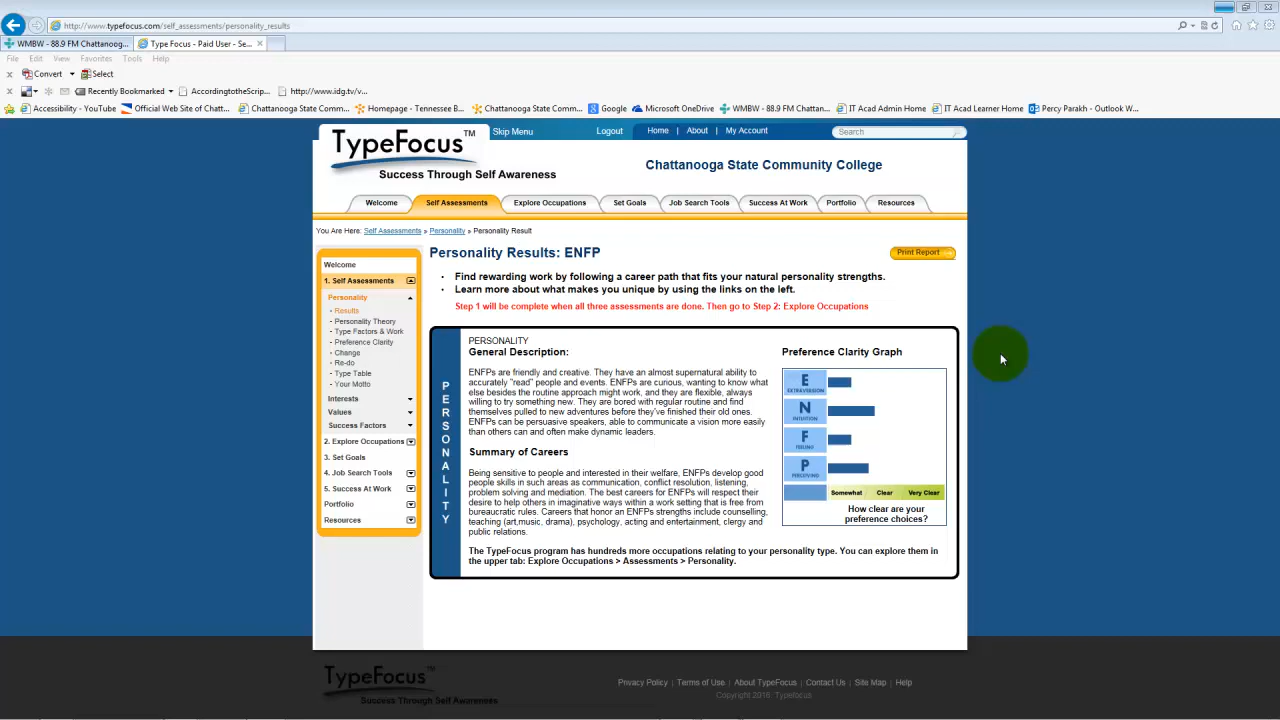 http://www.typefocus.com/self_assessments/personality_results
WMBW - 88.9 FM Chattanoog...
Type Focus - Paid User - Se...
File Edit View Favorites Tools Help
Convert Select
Recently Bookmarked AccordingtotheScrip... http://www.idg.tv/v...
Accessibility - YouTube Official Web Site of Chatt... Chattanooga State Comm... Homepage - Tennessee B... Chattanooga State Comm... Google Microsoft OneDrive WMBW - 88.9 FM Chattan... IT Acad Admin Home IT Acad Learner Home Percy Parakh - Outlook W...
TypeFocus™
Success Through Self Awareness
Skip Menu Logout Home | About | My Account Search
Chattanooga State Community College
Welcome Self Assessments Explore Occupations Set Goals Job Search Tools Success At Work Portfolio Resources
You Are Here: Self Assessments » Personality » Personality Result
Welcome
1. Self Assessments
Personality
- Results
- Personality Theory
- Type Factors & Work
- Preference Clarity
- Change
- Re-do
- Type Table
- Your Motto
Interests
Values
Success Factors
2. Explore Occupations
3. Set Goals
4. Job Search Tools
5. Success At Work
Portfolio
Resources
Personality Results: ENFP
Print Report
· Find rewarding work by following a career path that fits your natural personality strengths.
· Learn more about what makes you unique by using the links on the left.
Step 1 will be complete when all three assessments are done. Then go to Step 2: Explore Occupations
PERSONALITY
PERSONALITY
General Description:
ENFPs are friendly and creative. They have an almost supernatural ability to
accurately "read" people and events. ENFPs are curious, wanting to know what
else besides the routine approach might work, and they are flexible, always
willing to try something new. They are bored with regular routine and find
themselves pulled to new adventures before they've finished their old ones.
ENFPs can be persuasive speakers, able to communicate a vision more easily
than others can and often make dynamic leaders.
Summary of Careers
Being sensitive to people and interested in their welfare, ENFPs develop good
people skills in such areas as communication, conflict resolution, listening,
problem solving and mediation. The best careers for ENFPs will respect their
desire to help others in imaginative ways within a work setting that is free from
bureaucratic rules. Careers that honor an ENFPs strengths include counselling,
teaching (art,music, drama), psychology, acting and entertainment, clergy and
public relations.
Preference Clarity Graph
E
EXTRAVERSION
N
INTUITION
F
FEELING
P
PERCEIVING
Somewhat Clear Very Clear
How clear are your
preference choices?
The TypeFocus program has hundreds more occupations relating to your personality type. You can explore them in
the upper tab: Explore Occupations > Assessments > Personality.
TypeFocus™
Success Through Self Awareness
Privacy Policy | Terms of Use | About TypeFocus | Contact Us | Site Map | Help
Copyright 2016. Typefocus